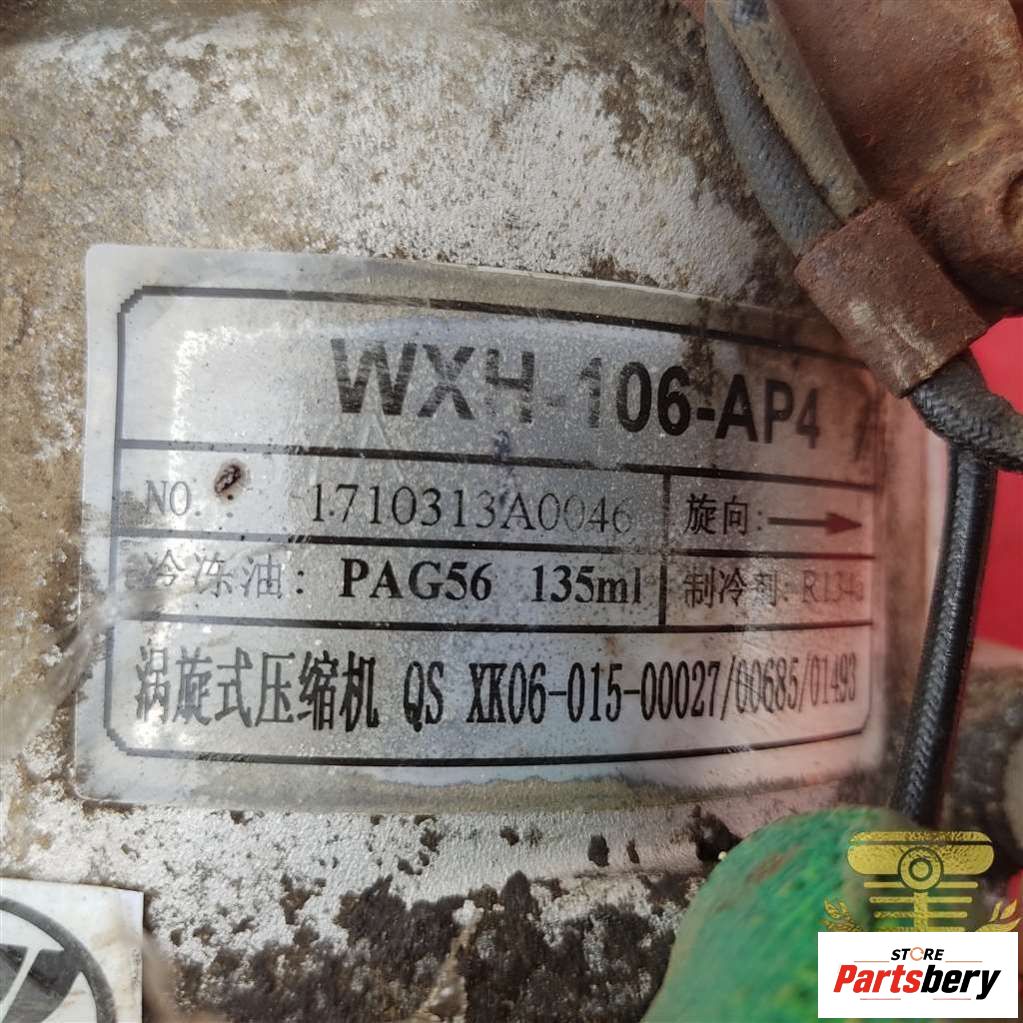 WXH-106-AP4
NO. : 1710313A0046 旋向:
冷冻油: PAG56 135ml 制冷剂: R134a
涡旋式压缩机 QS XK06-015-00027/00685/01493
STORE
Partsbery